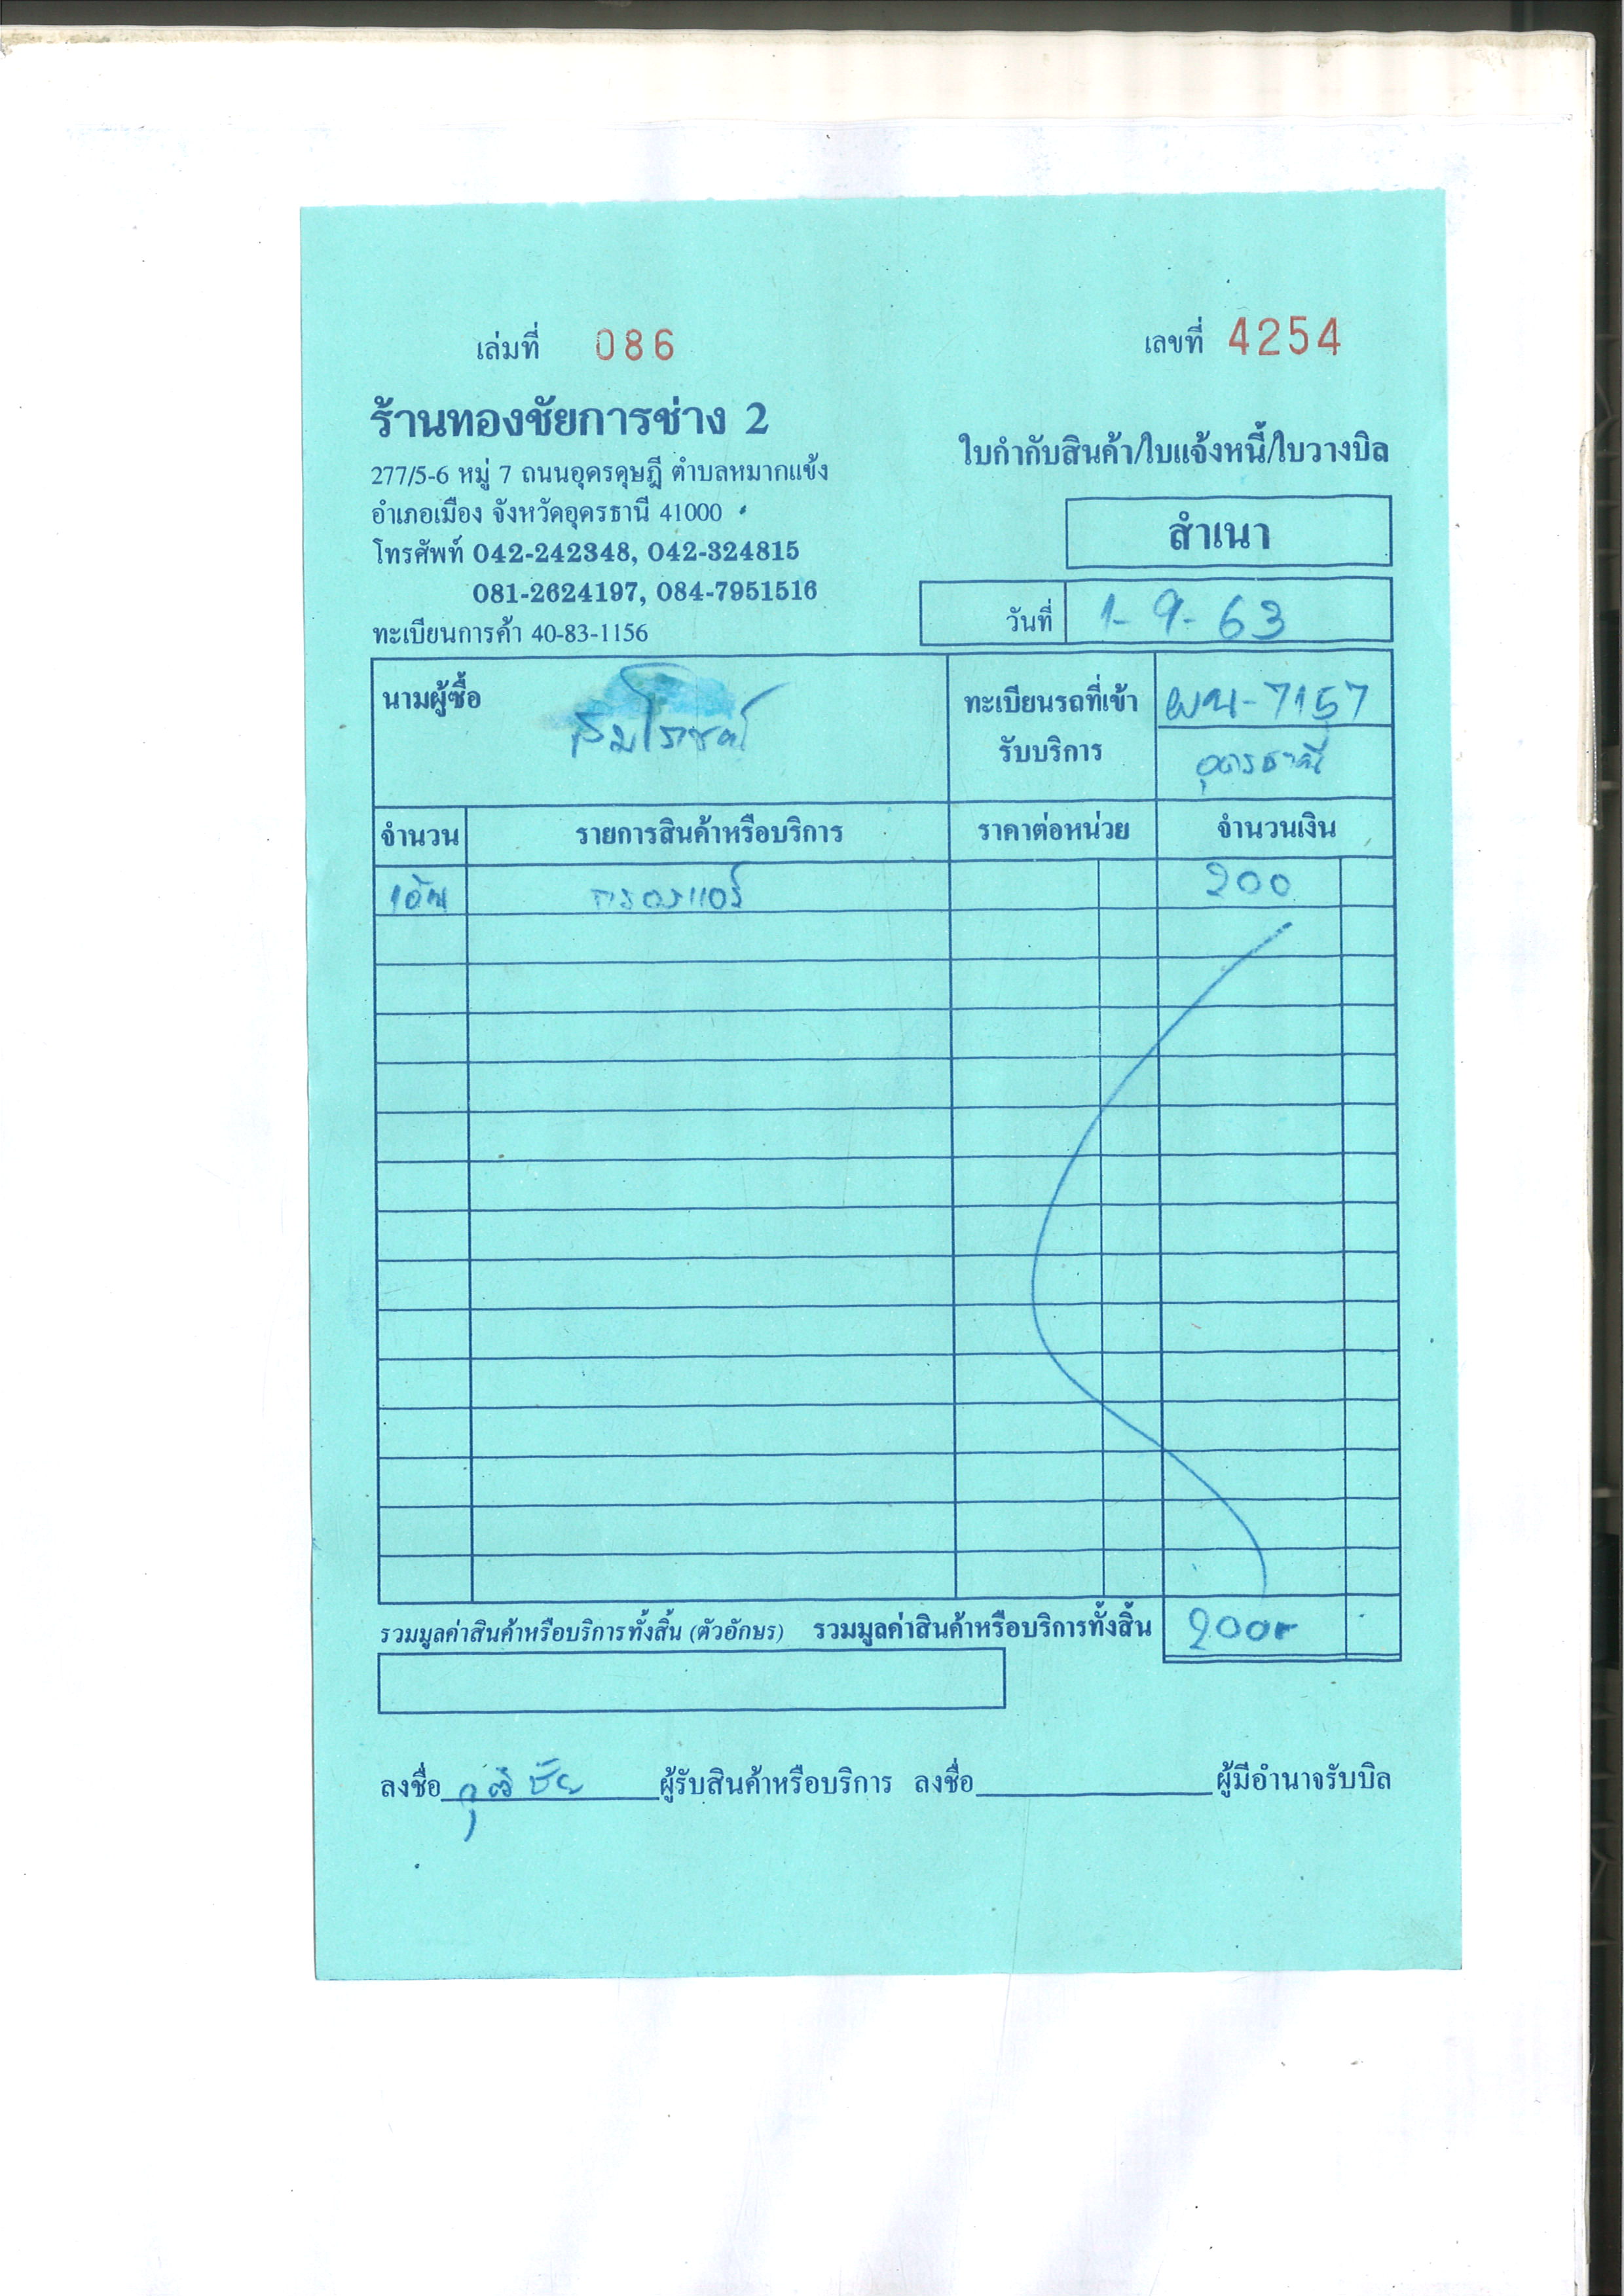 เล่มที่ 086 เลขที่ 4254
ร้านทองชัยการช่าง 2
ใบกำกับสินค้า/ใบแจ้งหนี้/ใบวางบิล
277/5-6 หมู่ 7 ถนนอุดรดุษฎี ตำบลหมากแข้ง
อำเภอเมือง จังหวัดอุดรธานี 41000
สำเนา
โทรศัพท์ 042-242348, 042-324815
081-2624197, 084-7951516
วันที่ 1-9-63
ทะเบียนการค้า 40-83-1156
นามผู้ซื้อ
ทะเบียนรถที่เข้ารับบริการ 7157
อุดรธานี
จำนวน รายการสินค้าหรือบริการ ราคาต่อหน่วย จำนวนเงิน
1อัน กรองแอร์ 200
รวมมูลค่าสินค้าหรือบริการทั้งสิ้น (ตัวอักษร) รวมมูลค่าสินค้าหรือบริการทั้งสิ้น 200
ลงชื่อ วุฒิชัย ผู้รับสินค้าหรือบริการ ลงชื่อ ผู้มีอำนาจรับบิล